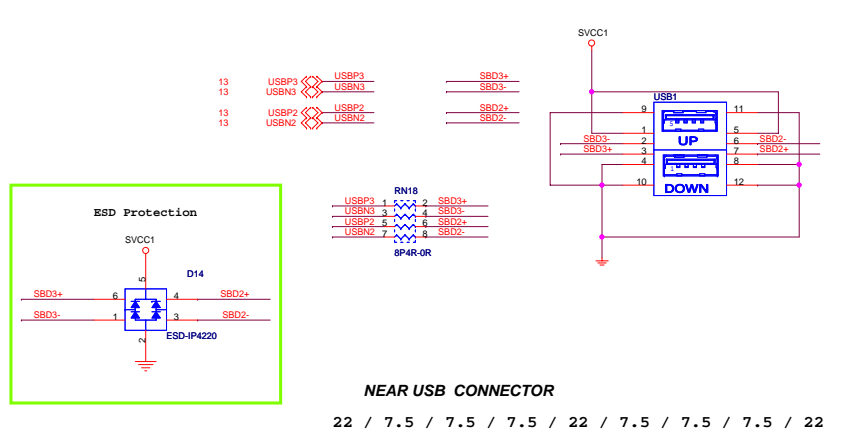 SVCC1
13 USBP3 USBP3 SBD3+
13 USBN3 USBN3 SBD3-
13 USBP2 USBP2 SBD2+
13 USBN2 USBN2 SBD2-
USB1
9 11
1 5
UP
SBD3- 2 6 SBD2-
SBD3+ 3 7 SBD2+
4 8
10 12
DOWN
RN18
USBP3 1 2 SBD3+
USBN3 3 4 SBD3-
USBP2 5 6 SBD2+
USBN2 7 8 SBD2-
8P4R-0R
ESD Protection
SVCC1
5
D14
SBD3+ 6 4 SBD2+
SBD3- 1 3 SBD2-
2
ESD-IP4220
NEAR USB CONNECTOR
22 / 7.5 / 7.5 / 7.5 / 22 / 7.5 / 7.5 / 7.5 / 22